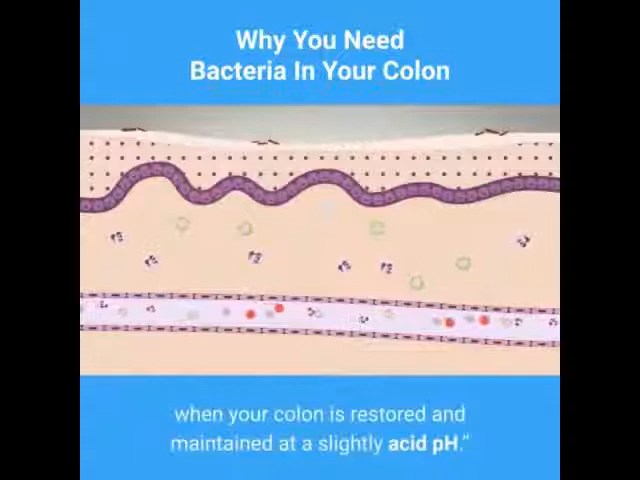 Why You Need
Bacteria In Your Colon
when your colon is restored and
maintained at a slightly acid pH.”